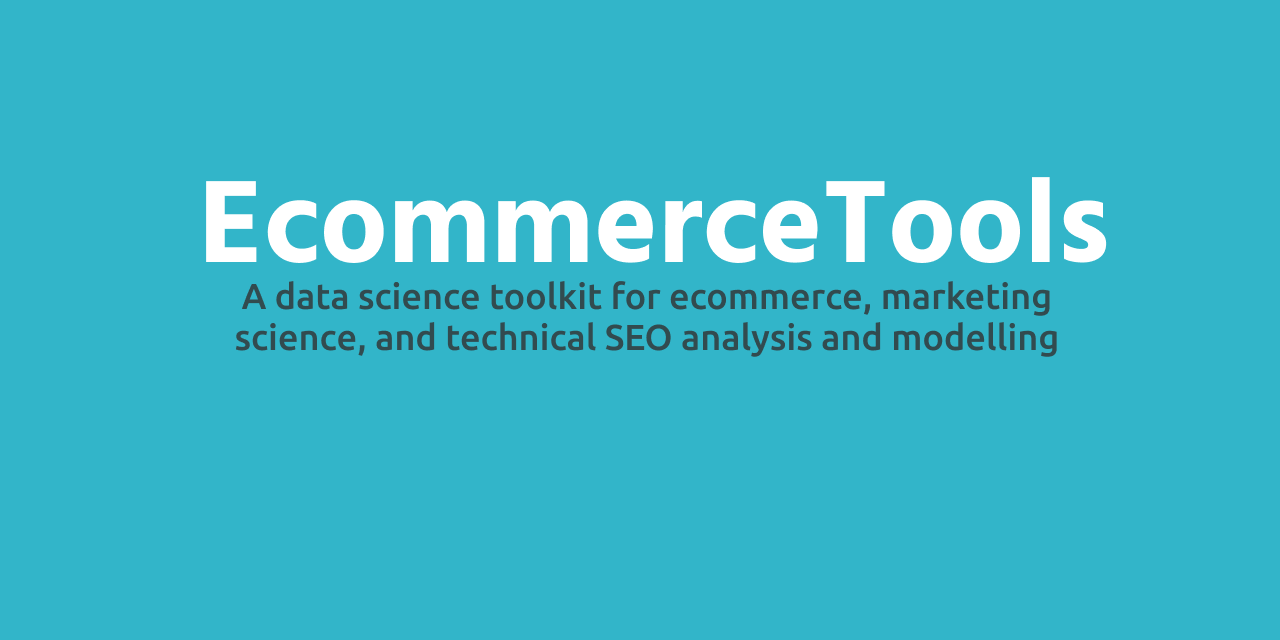 EcommerceTools
A data science toolkit for ecommerce, marketing
science, and technical SEO analysis and modelling